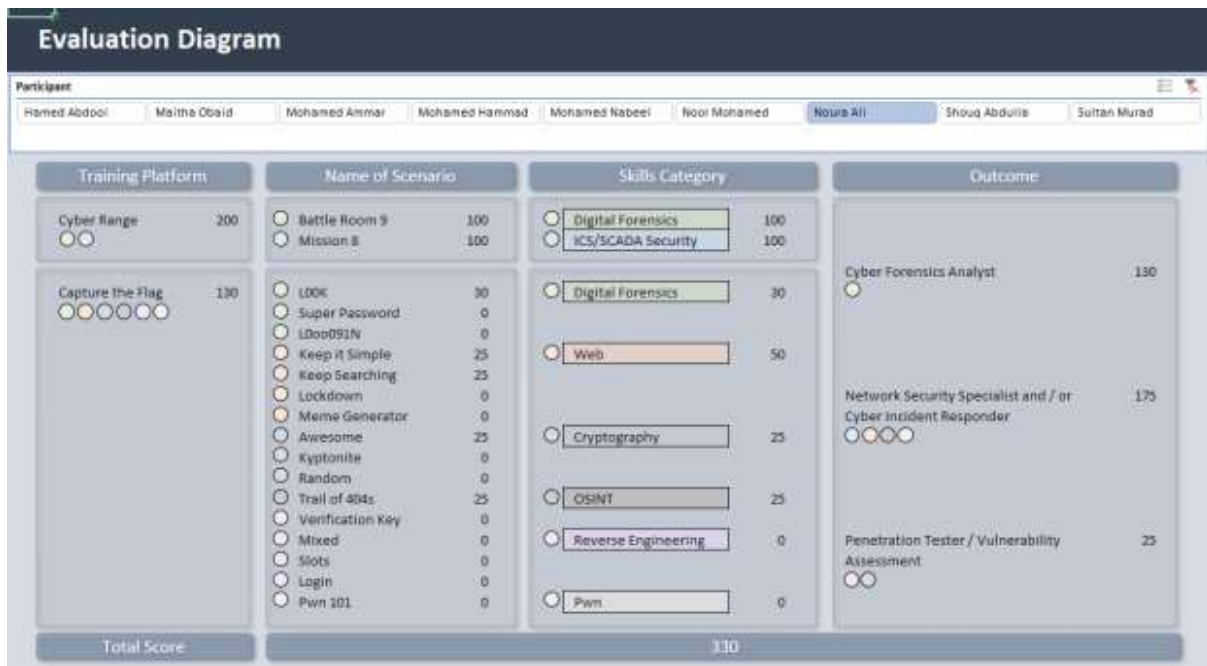 Evaluation Diagram
Participant
Hamed Abdool Maitha Obaid Mohamed Ammar Mohamed Hammad Mohamed Nabeel Noor Mohamed Noura Ali Shouq Abdulla Sultan Murad
Training Platform Name of Scenario Skills Category Outcome
Cyber Range 200
Battle Room 9 100
Mission 8 100
Digital Forensics 100
ICS/SCADA Security 100
Capture the Flag 130
L00K 30
Super Password 0
L0oo091N 0
Keep it Simple 25
Keep Searching 25
Lockdown 0
Meme Generator 0
Awesome 25
Kyptonite 0
Random 0
Trail of 404s 25
Verification Key 0
Mixed 0
Slots 0
Login 0
Pwn 101 0
Digital Forensics 30
Web 50
Cryptography 25
OSINT 25
Reverse Engineering 0
Pwn 0
Cyber Forensics Analyst 130
Network Security Specialist and / or 175
Cyber Incident Responder
Penetration Tester / Vulnerability 25
Assessment
Total Score 330